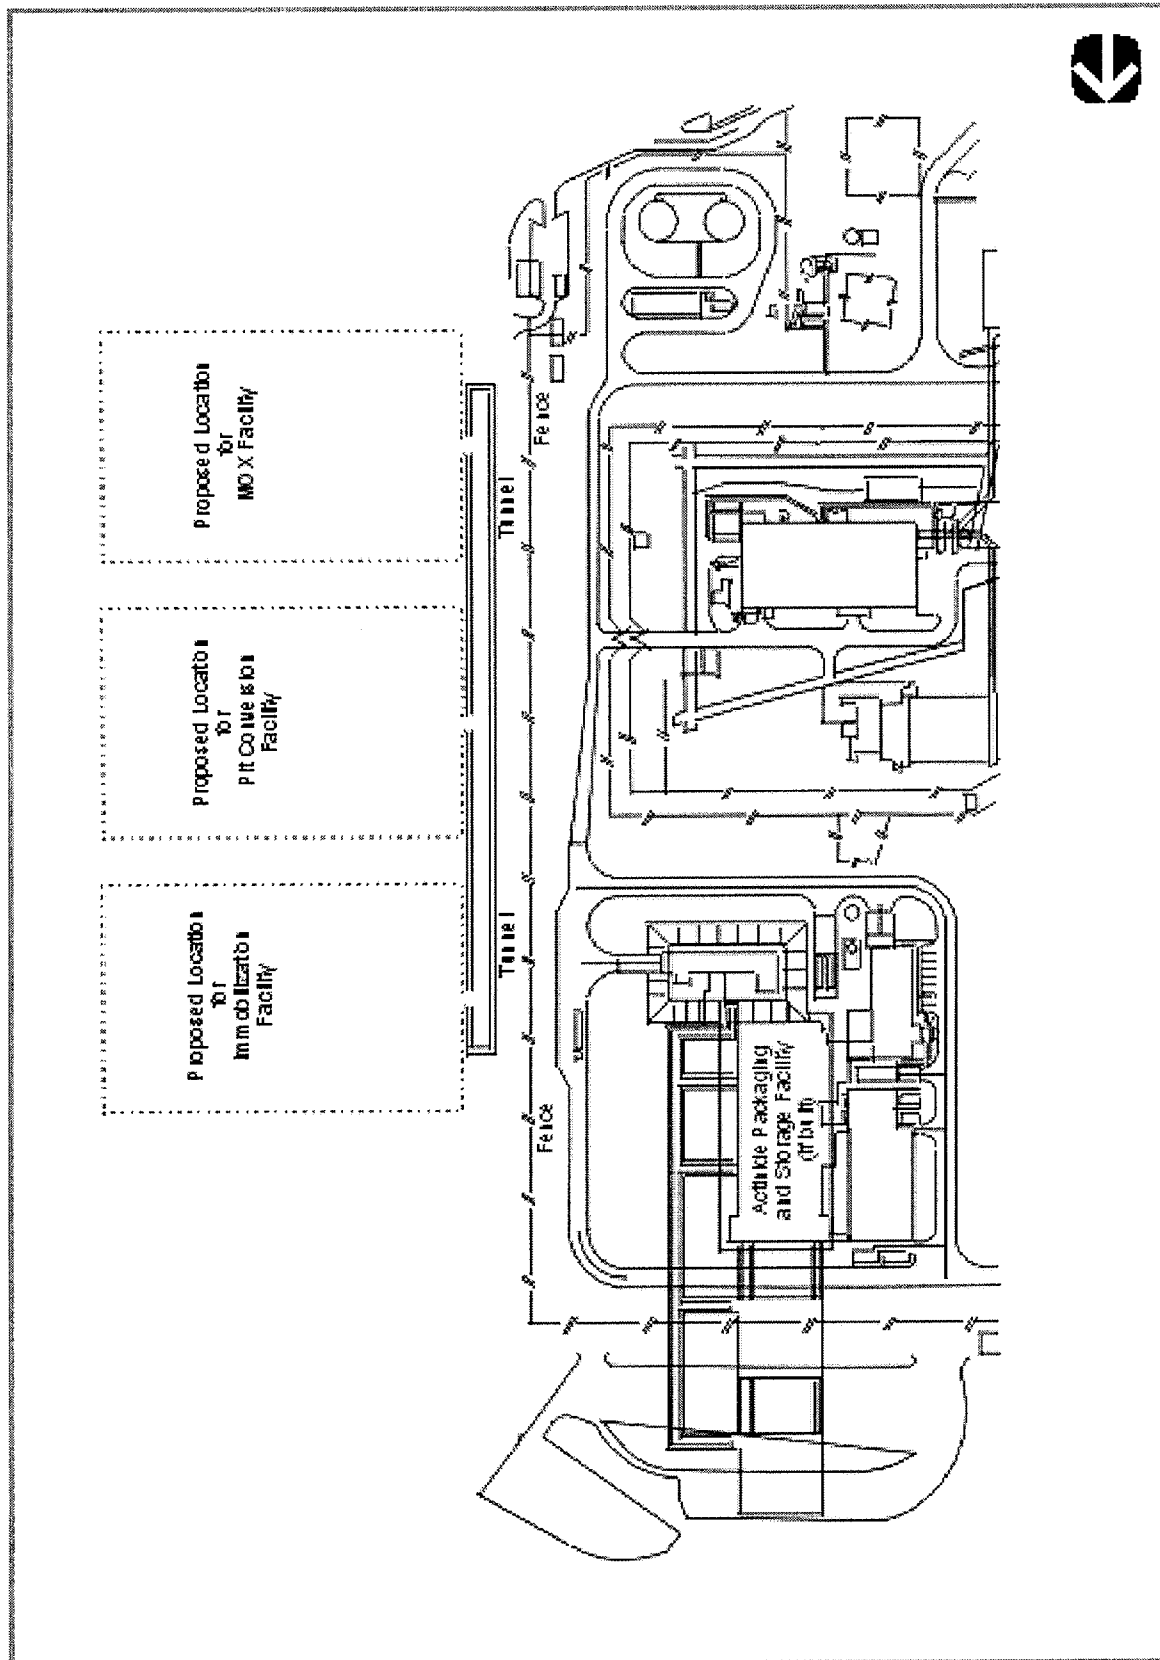 Proposed Location
for
Immobilization
Facility
Proposed Location
for
Pit Conversion
Facility
Proposed Location
for
MOX Facility
Tunnel
Tunnel
Fence
Fence
Actinide Packaging
and Storage Facility
(if built)